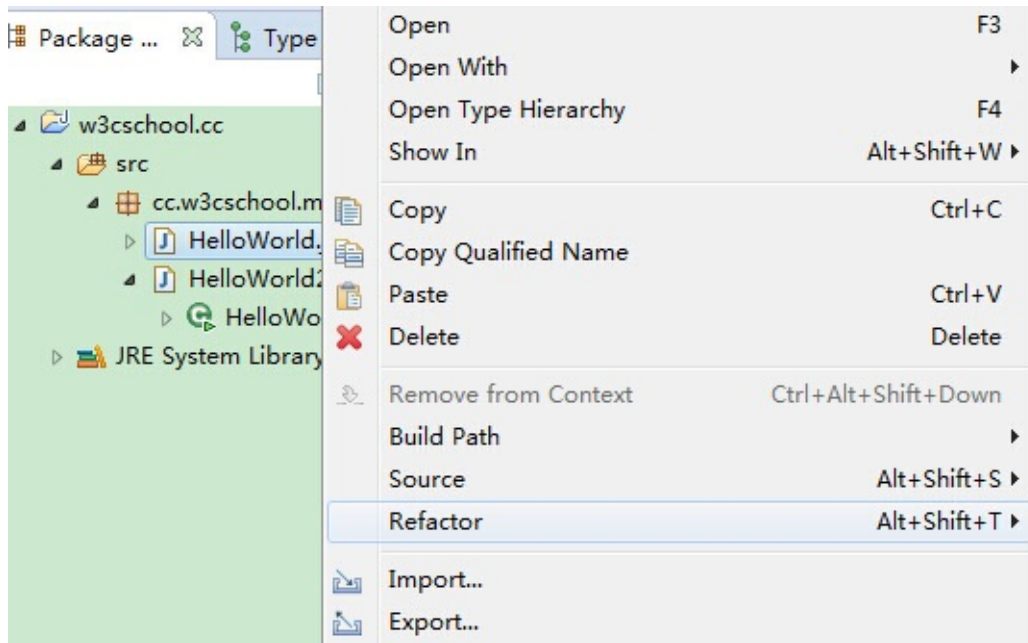 Package ...
Type
w3cschool.cc
src
cc.w3cschool.m
HelloWorld.
HelloWorld2
HelloWo
JRE System Library
Open F3
Open With
Open Type Hierarchy F4
Show In Alt+Shift+W
Copy Ctrl+C
Copy Qualified Name
Paste Ctrl+V
Delete Delete
Remove from Context Ctrl+Alt+Shift+Down
Build Path
Source Alt+Shift+S
Refactor Alt+Shift+T
Import...
Export...